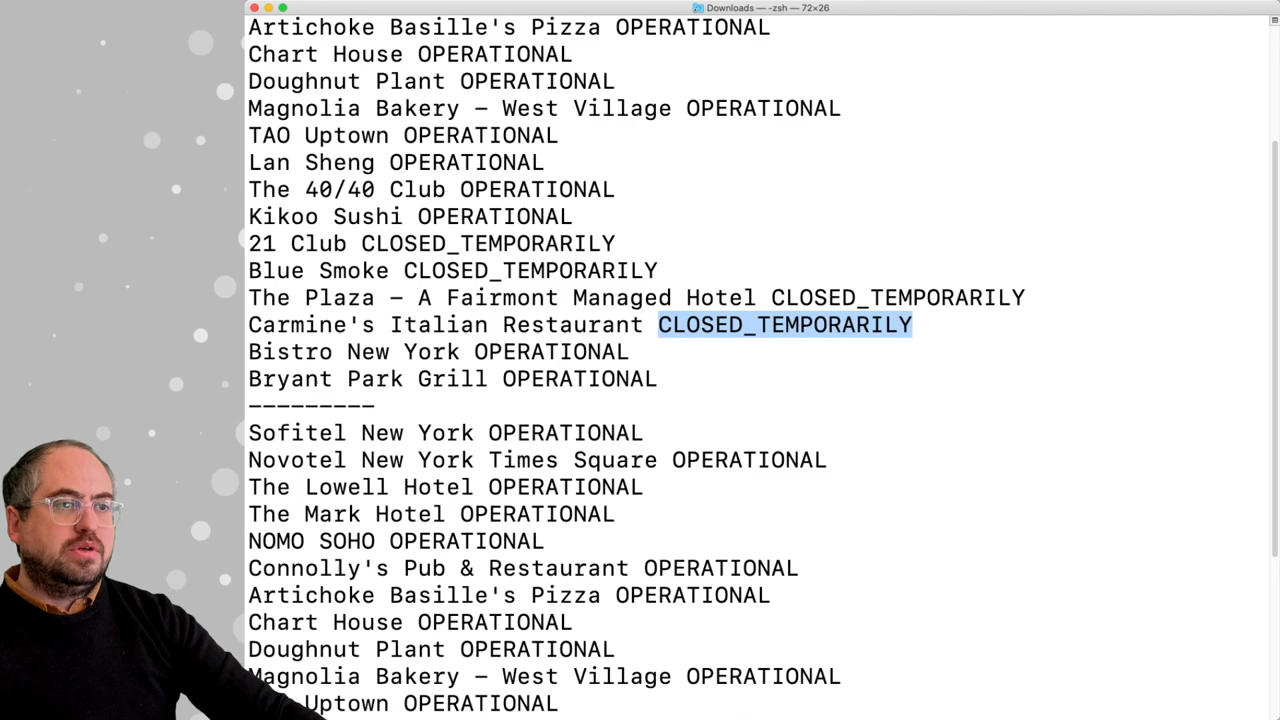 Downloads — -zsh — 72×26
Artichoke Basille's Pizza OPERATIONAL
Chart House OPERATIONAL
Doughnut Plant OPERATIONAL
Magnolia Bakery – West Village OPERATIONAL
TAO Uptown OPERATIONAL
Lan Sheng OPERATIONAL
The 40/40 Club OPERATIONAL
Kikoo Sushi OPERATIONAL
21 Club CLOSED_TEMPORARILY
Blue Smoke CLOSED_TEMPORARILY
The Plaza – A Fairmont Managed Hotel CLOSED_TEMPORARILY
Carmine's Italian Restaurant CLOSED_TEMPORARILY
Bistro New York OPERATIONAL
Bryant Park Grill OPERATIONAL
---------
Sofitel New York OPERATIONAL
Novotel New York Times Square OPERATIONAL
The Lowell Hotel OPERATIONAL
The Mark Hotel OPERATIONAL
NOMO SOHO OPERATIONAL
Connolly's Pub & Restaurant OPERATIONAL
Artichoke Basille's Pizza OPERATIONAL
Chart House OPERATIONAL
Doughnut Plant OPERATIONAL
Magnolia Bakery – West Village OPERATIONAL
Uptown OPERATIONAL